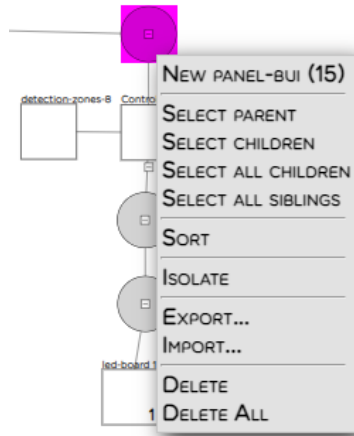 NEW PANEL-BUI (15)
detection-zones-8 Contro
SELECT PARENT
SELECT CHILDREN
SELECT ALL CHILDREN
SELECT ALL SIBLINGS
SORT
ISOLATE
EXPORT...
IMPORT...
led-board 1
DELETE
1
DELETE ALL